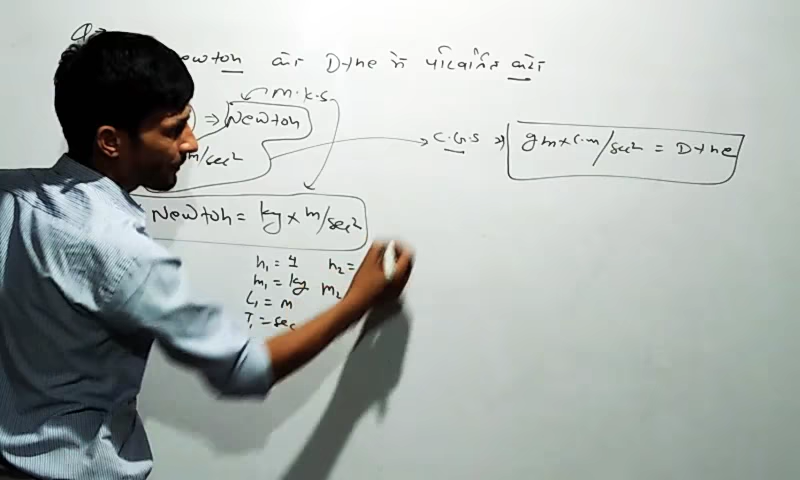 Q→
ewton को Dyne में परिवर्तित करो
m.k.s
⇒ Newton
m/sec²
C.G.S ⇒ gm×c.m/sec² = Dyne
Newton = kg × m/sec²
n₁ = 1 n₂ =
m₁ = kg m₂
L₁ = m
T₁ = sec